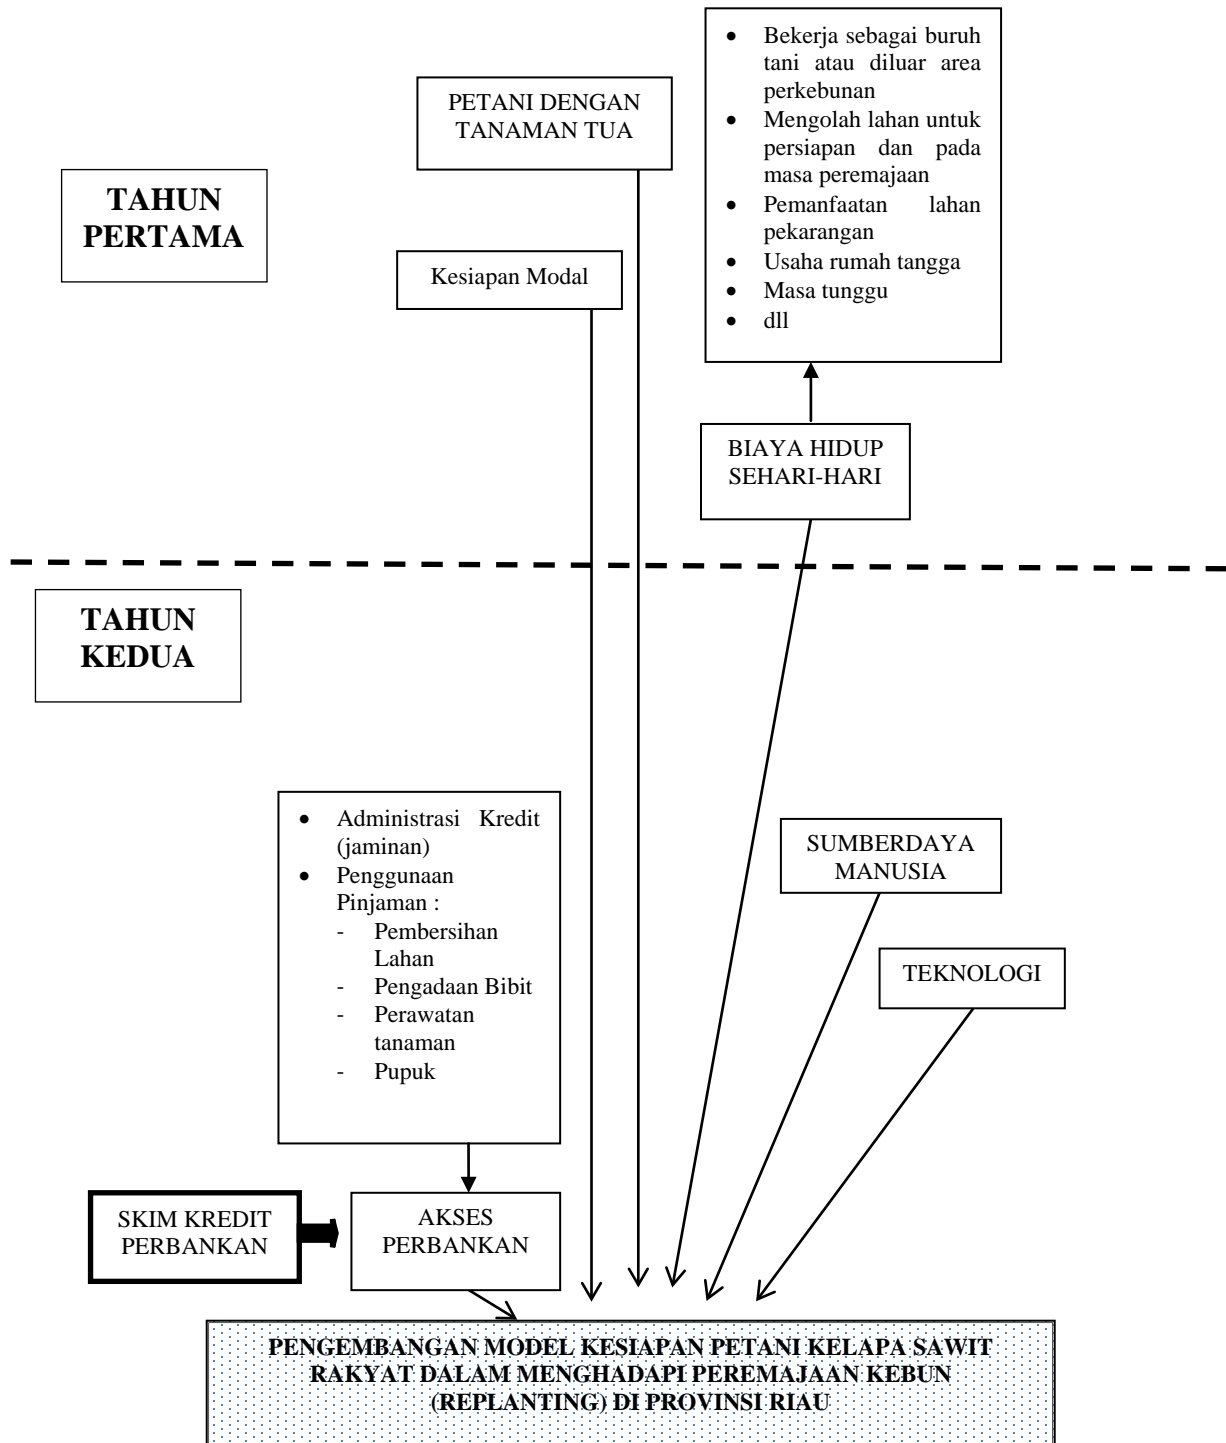 • Bekerja sebagai buruh
tani atau diluar area
perkebunan
• Mengolah lahan untuk
persiapan dan pada
masa peremajaan
• Pemanfaatan lahan
pekarangan
• Usaha rumah tangga
• Masa tunggu
• dll
PETANI DENGAN
TANAMAN TUA
TAHUN
PERTAMA
Kesiapan Modal
BIAYA HIDUP
SEHARI-HARI
TAHUN
KEDUA
• Administrasi Kredit
(jaminan)
• Penggunaan
Pinjaman :
- Pembersihan
Lahan
- Pengadaan Bibit
- Perawatan
tanaman
- Pupuk
SUMBERDAYA
MANUSIA
TEKNOLOGI
SKIM KREDIT
PERBANKAN
AKSES
PERBANKAN
PENGEMBANGAN MODEL KESIAPAN PETANI KELAPA SAWIT
RAKYAT DALAM MENGHADAPI PEREMAJAAN KEBUN
(REPLANTING) DI PROVINSI RIAU